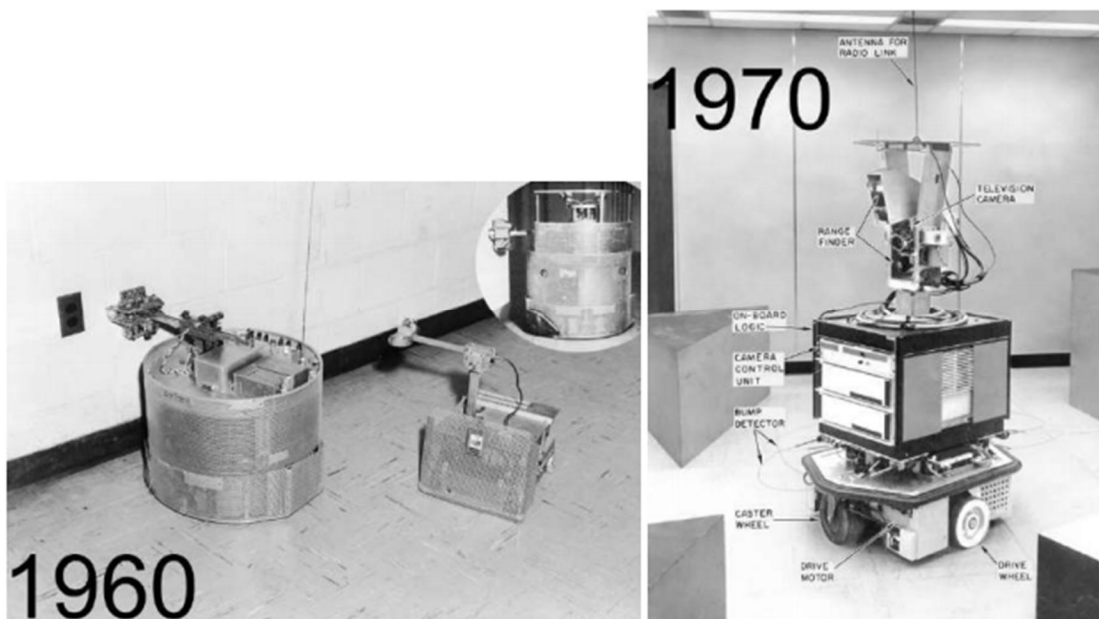 1960
1970
ANTENNA FOR
RADIO LINK
TELEVISION
CAMERA
RANGE
FINDER
ON-BOARD
LOGIC
CAMERA
CONTROL
UNIT
BUMP
DETECTOR
CASTER
WHEEL
DRIVE
MOTOR
DRIVE
WHEEL